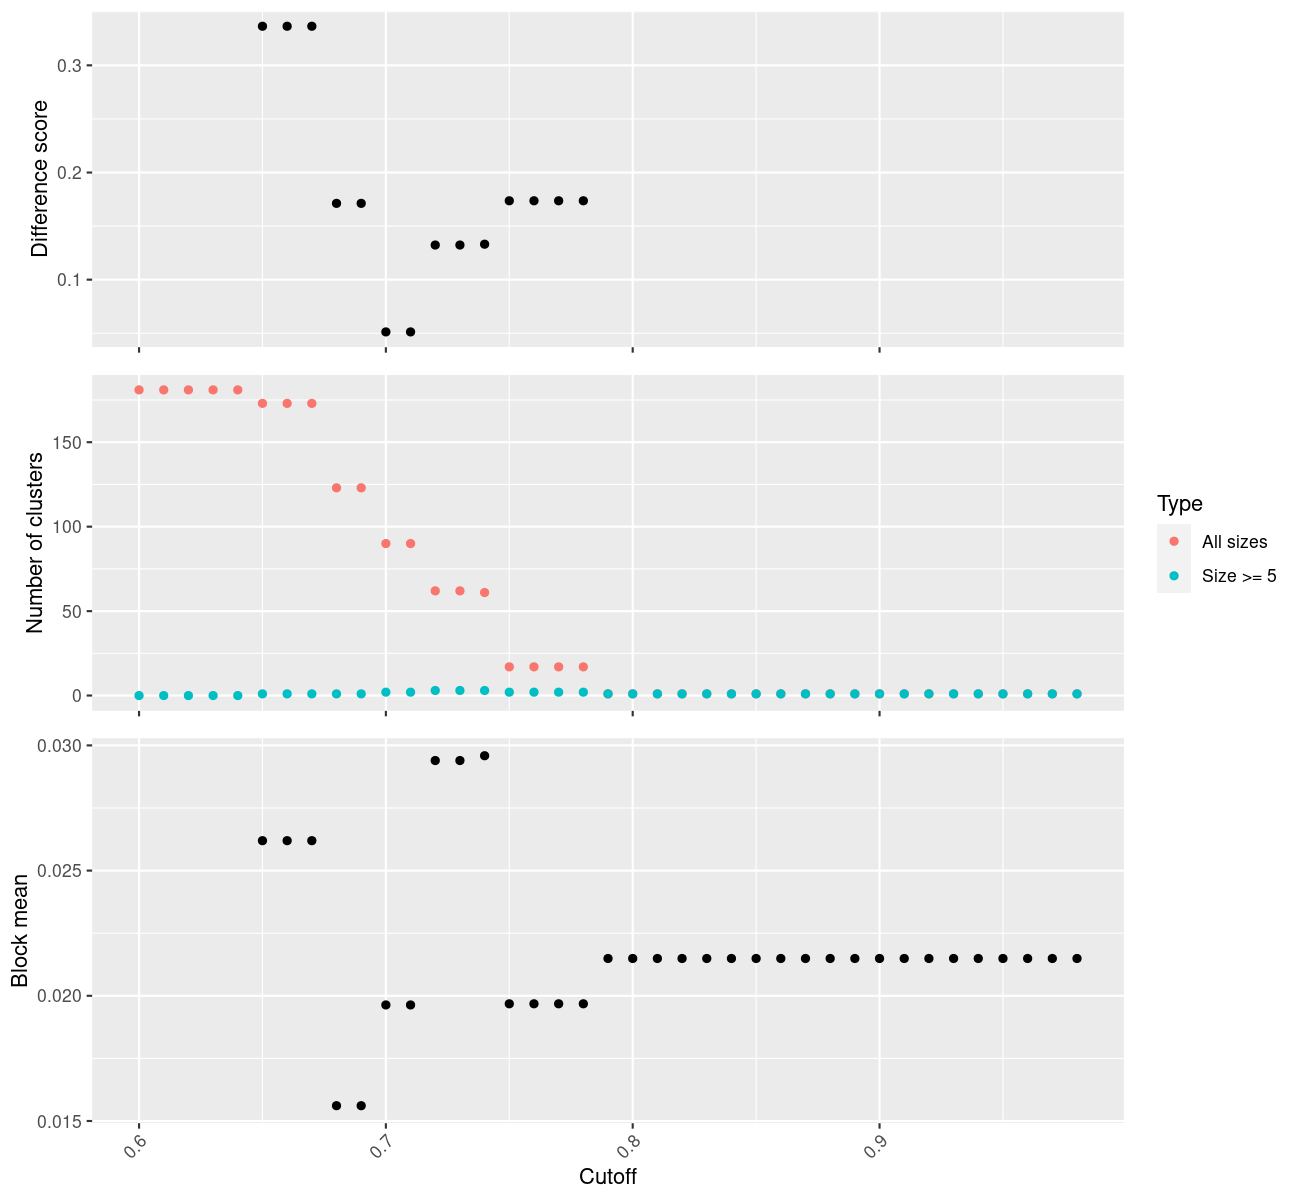 Difference score
0.3
0.2
0.1
Number of clusters
150
100
50
0
Type
All sizes
Size >= 5
Block mean
0.030
0.025
0.020
0.015
0.6
0.7
0.8
0.9
Cutoff